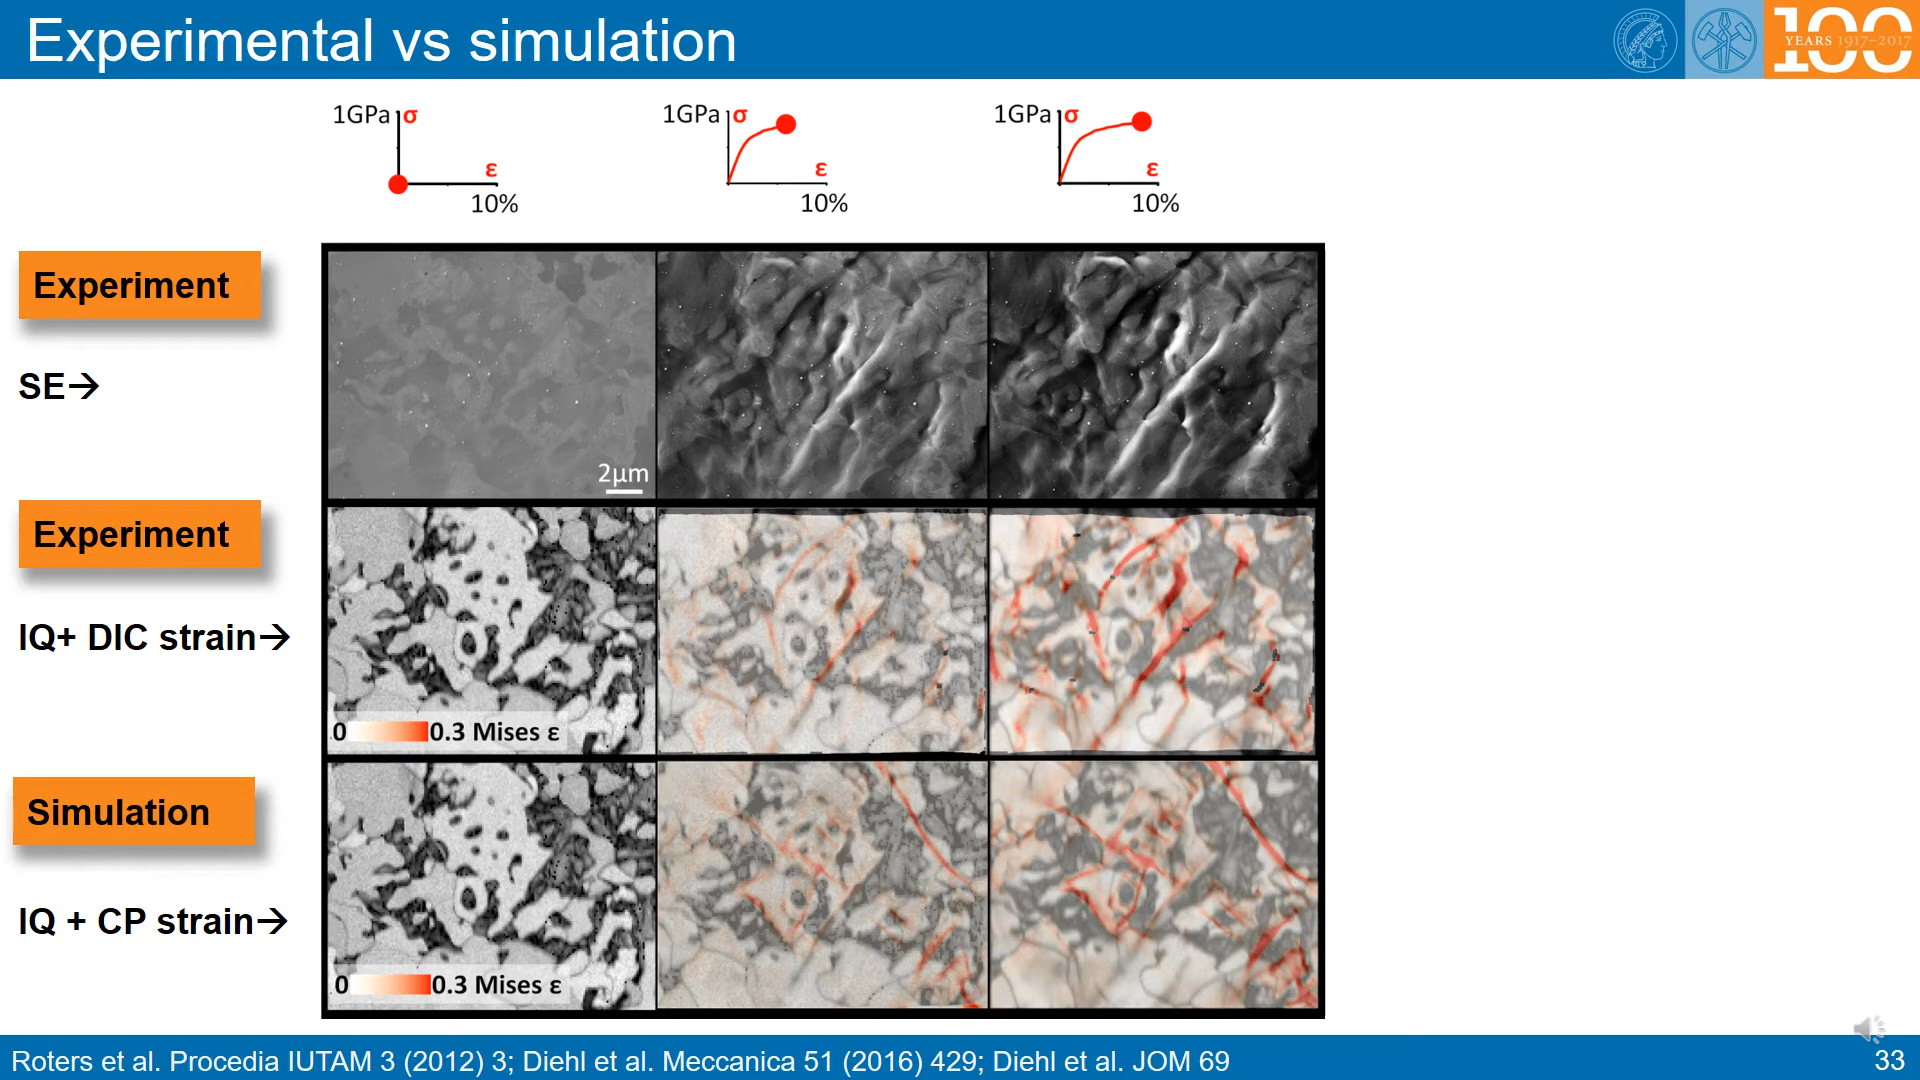 Experimental vs simulation
100
YEARS 1917–2017
1GPa σ
ε
10%
1GPa σ
ε
10%
1GPa σ
ε
10%
Experiment
SE→
2µm
Experiment
IQ+ DIC strain→
0 0.3 Mises ε
Simulation
IQ + CP strain→
0 0.3 Mises ε
Roters et al. Procedia IUTAM 3 (2012) 3; Diehl et al. Meccanica 51 (2016) 429; Diehl et al. JOM 69
33